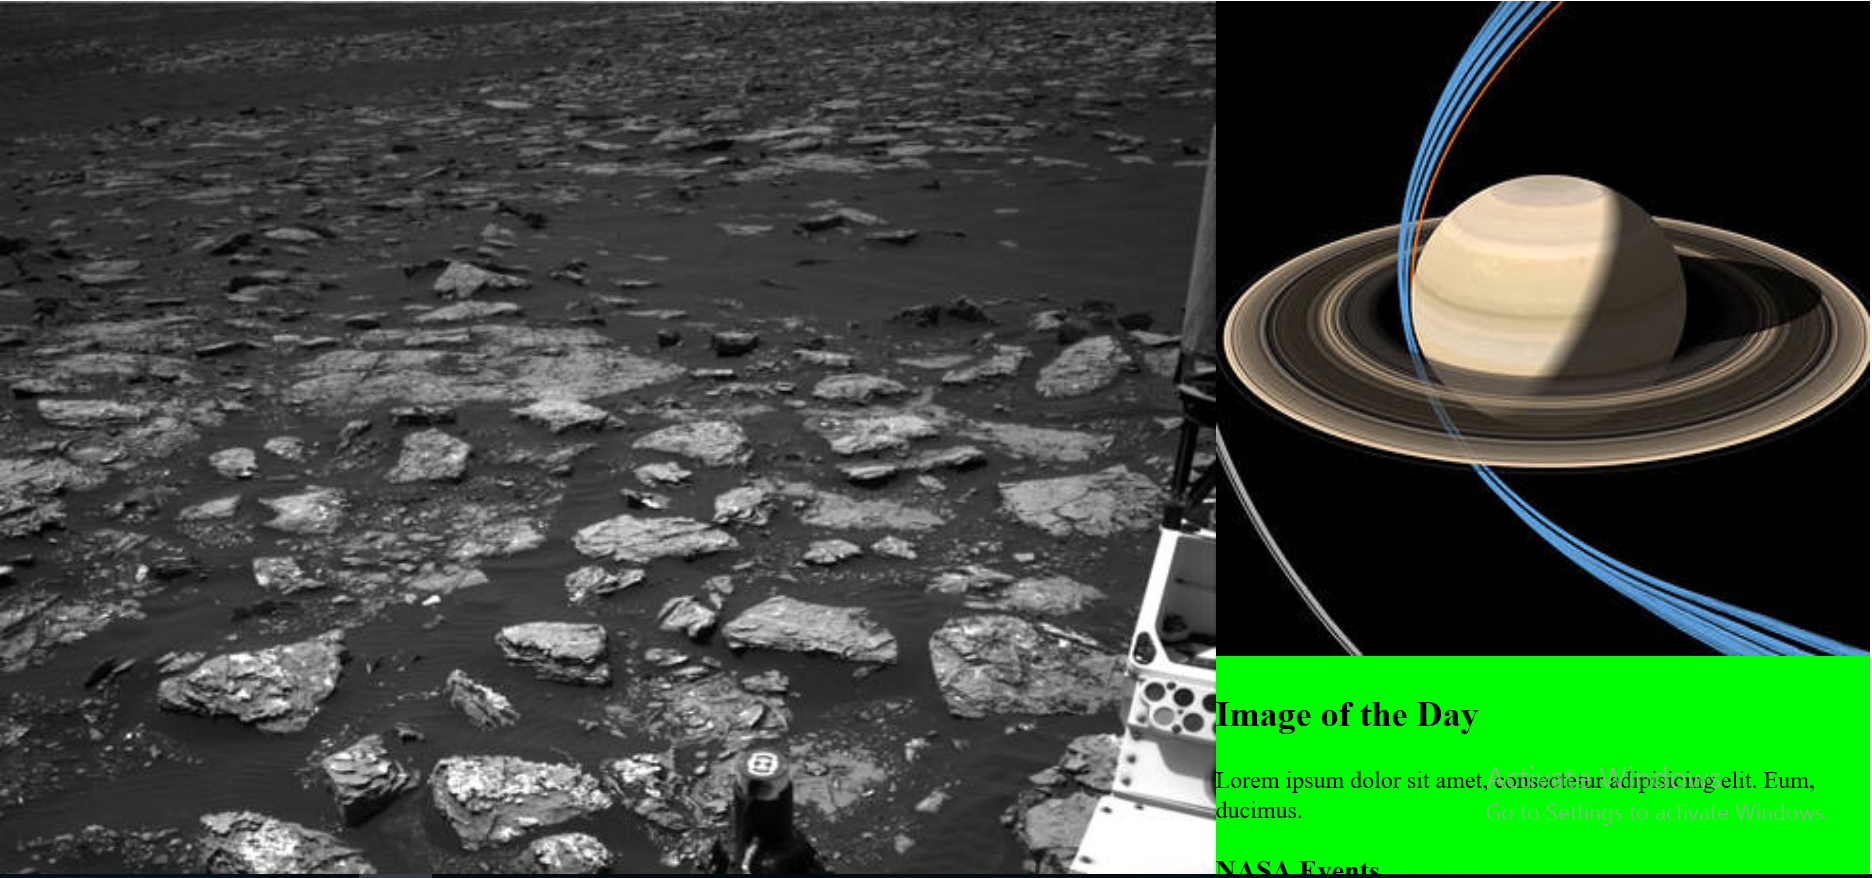 Image of the Day
Lorem ipsum dolor sit amet, consectetur adipisicing elit. Eum,
ducimus.
Activate Windows
Go to Settings to activate Windows.
NASA Events